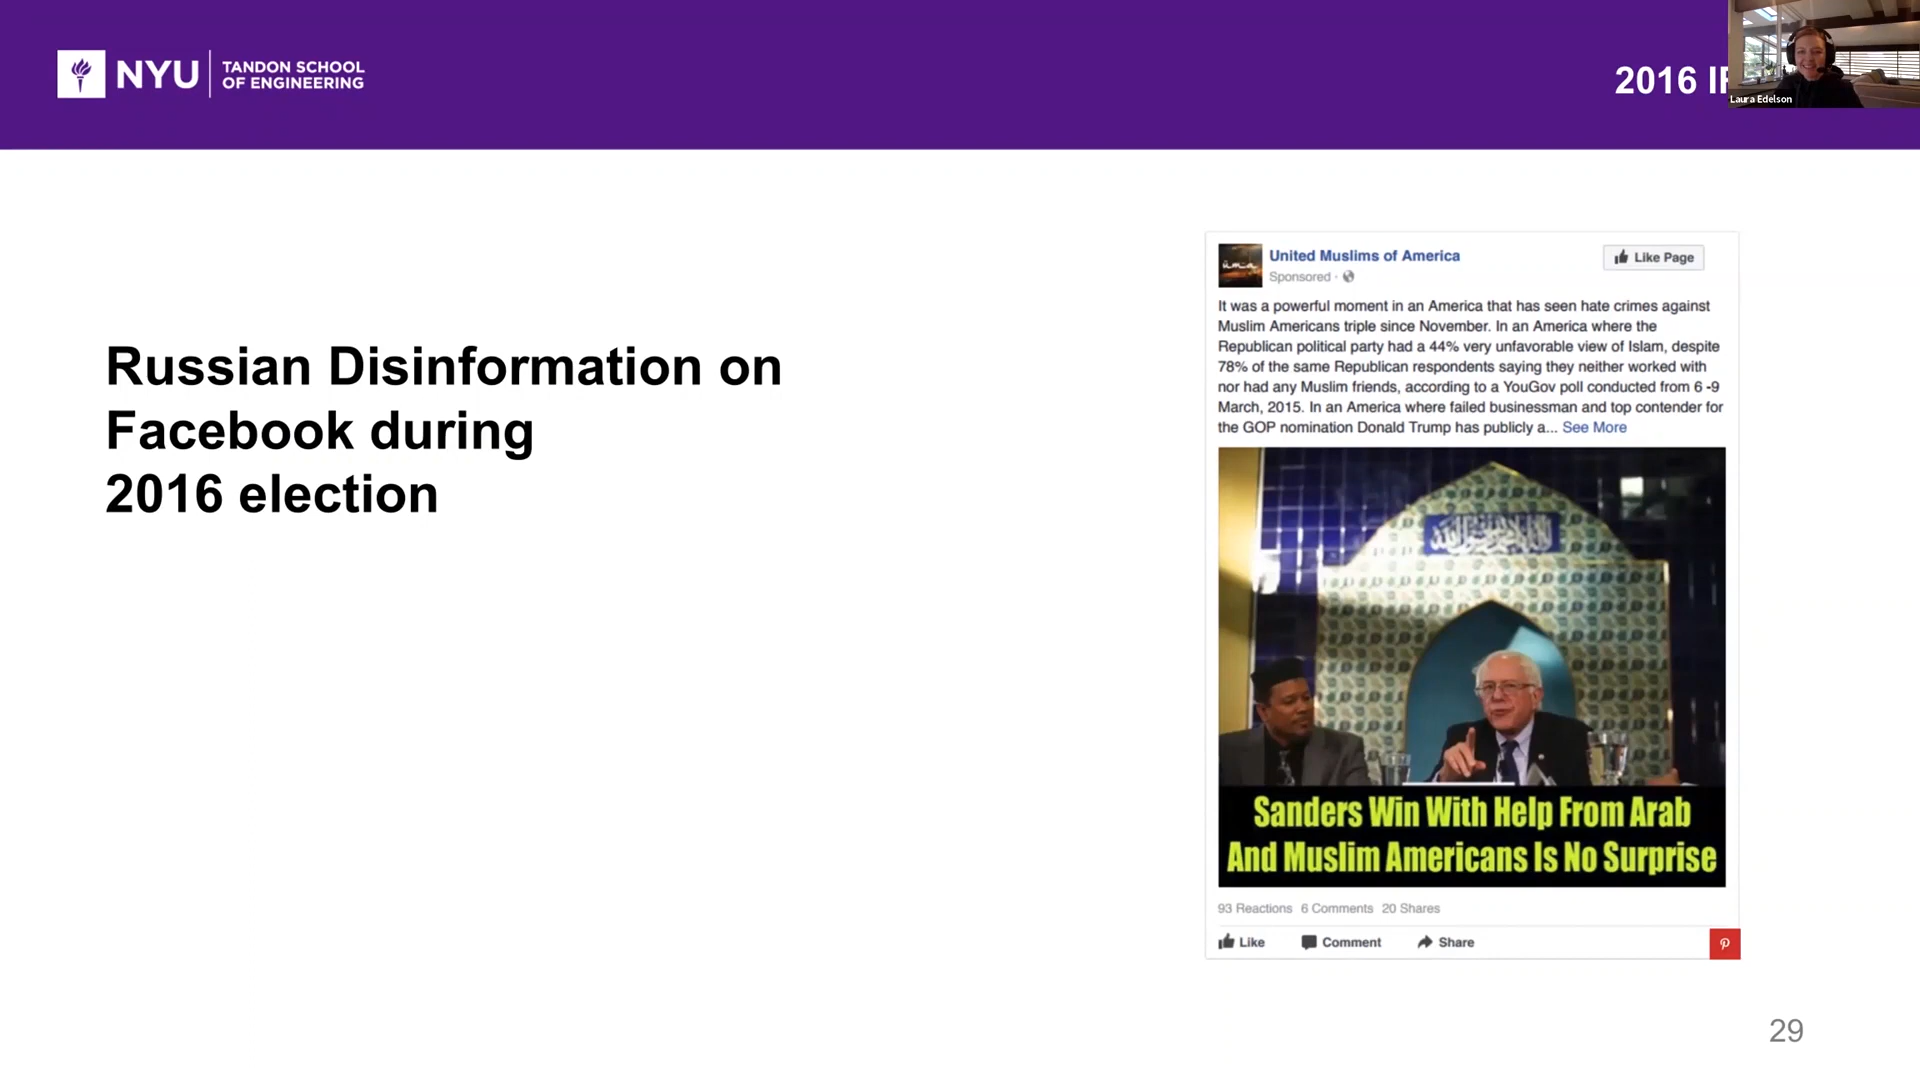 NYU
TANDON SCHOOL
OF ENGINEERING
2016
Laura Edelson
Russian Disinformation on
Facebook during
2016 election
United Muslims of America
Sponsored ·
Like Page
It was a powerful moment in an America that has seen hate crimes against
Muslim Americans triple since November. In an America where the
Republican political party had a 44% very unfavorable view of Islam, despite
78% of the same Republican respondents saying they neither worked with
nor had any Muslim friends, according to a YouGov poll conducted from 6 -9
March, 2015. In an America where failed businessman and top contender for
the GOP nomination Donald Trump has publicly a... See More
Sanders Win With Help From Arab
And Muslim Americans Is No Surprise
93 Reactions 6 Comments 20 Shares
Like Comment Share
29